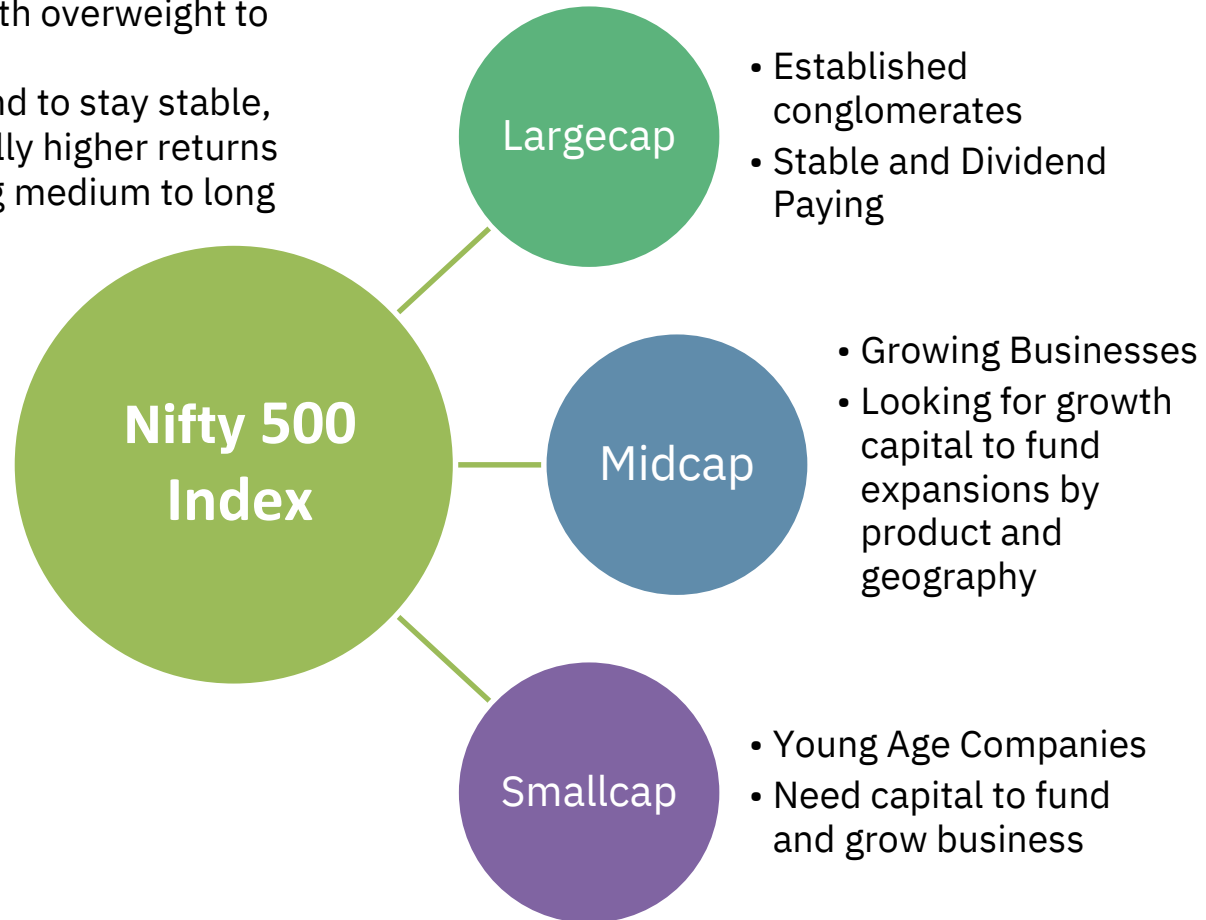 overweight to
to stay stable,
higher returns
medium to long
Largecap
• Established
conglomerates
• Stable and Dividend
Paying
Nifty 500
Index
Midcap
• Growing Businesses
• Looking for growth
capital to fund
expansions by
product and
geography
Smallcap
• Young Age Companies
• Need capital to fund
and grow business